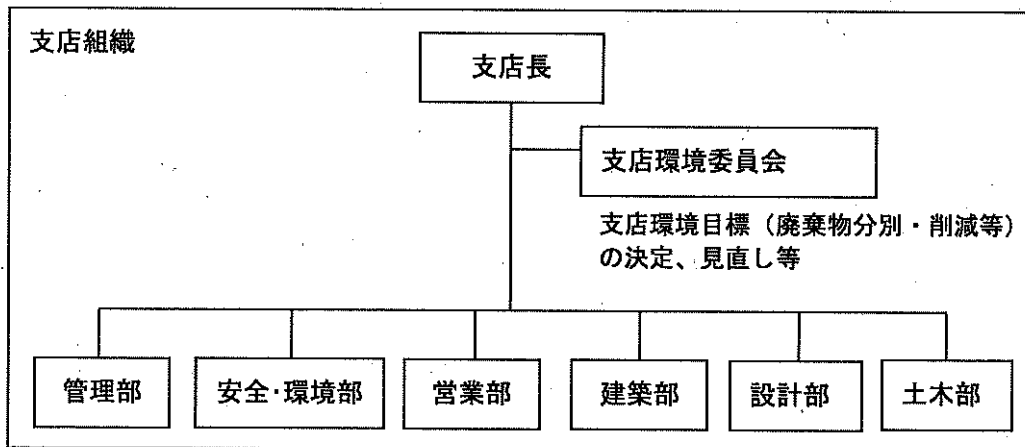 支店組織
支店長
支店環境委員会
支店環境目標（廃棄物分別・削減等）
の決定、見直し等
管理部
安全・環境部
営業部
建築部
設計部
土木部